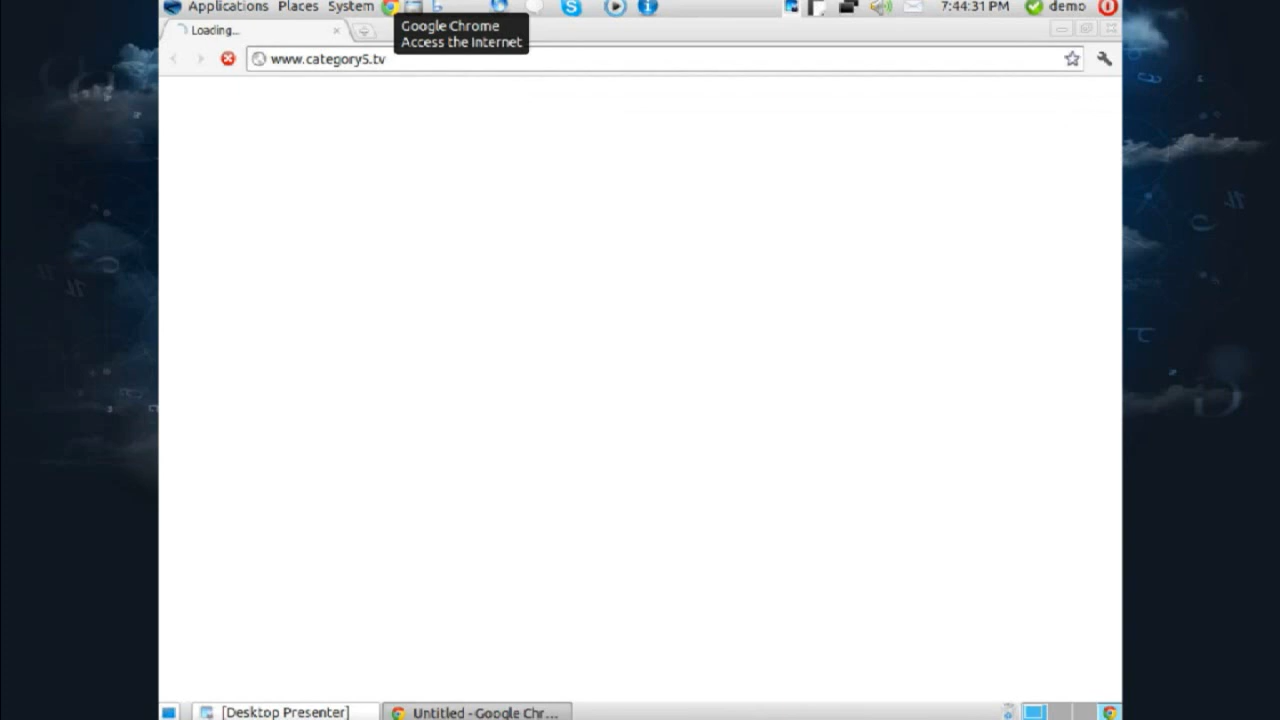 Applications Places System 7:44:31 PM demo
Loading...
Google Chrome
Access the Internet
www.category5.tv
[Desktop Presenter] Untitled - Google Chr...